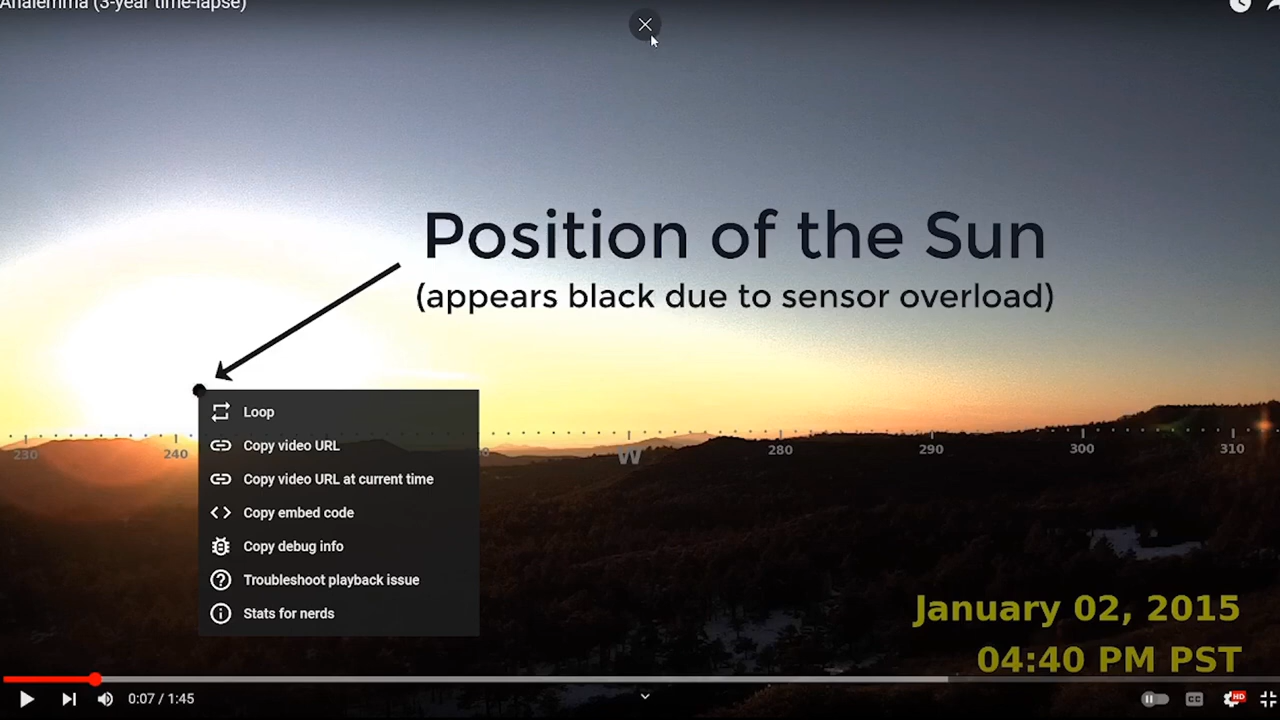 Analemma (3-year time-lapse)
Position of the Sun
(appears black due to sensor overload)
Loop
Copy video URL
Copy video URL at current time
Copy embed code
Copy debug info
Troubleshoot playback issue
Stats for nerds
230 240 W 280 290 300 310
January 02, 2015
04:40 PM PST
0:07 / 1:45
CC
HD